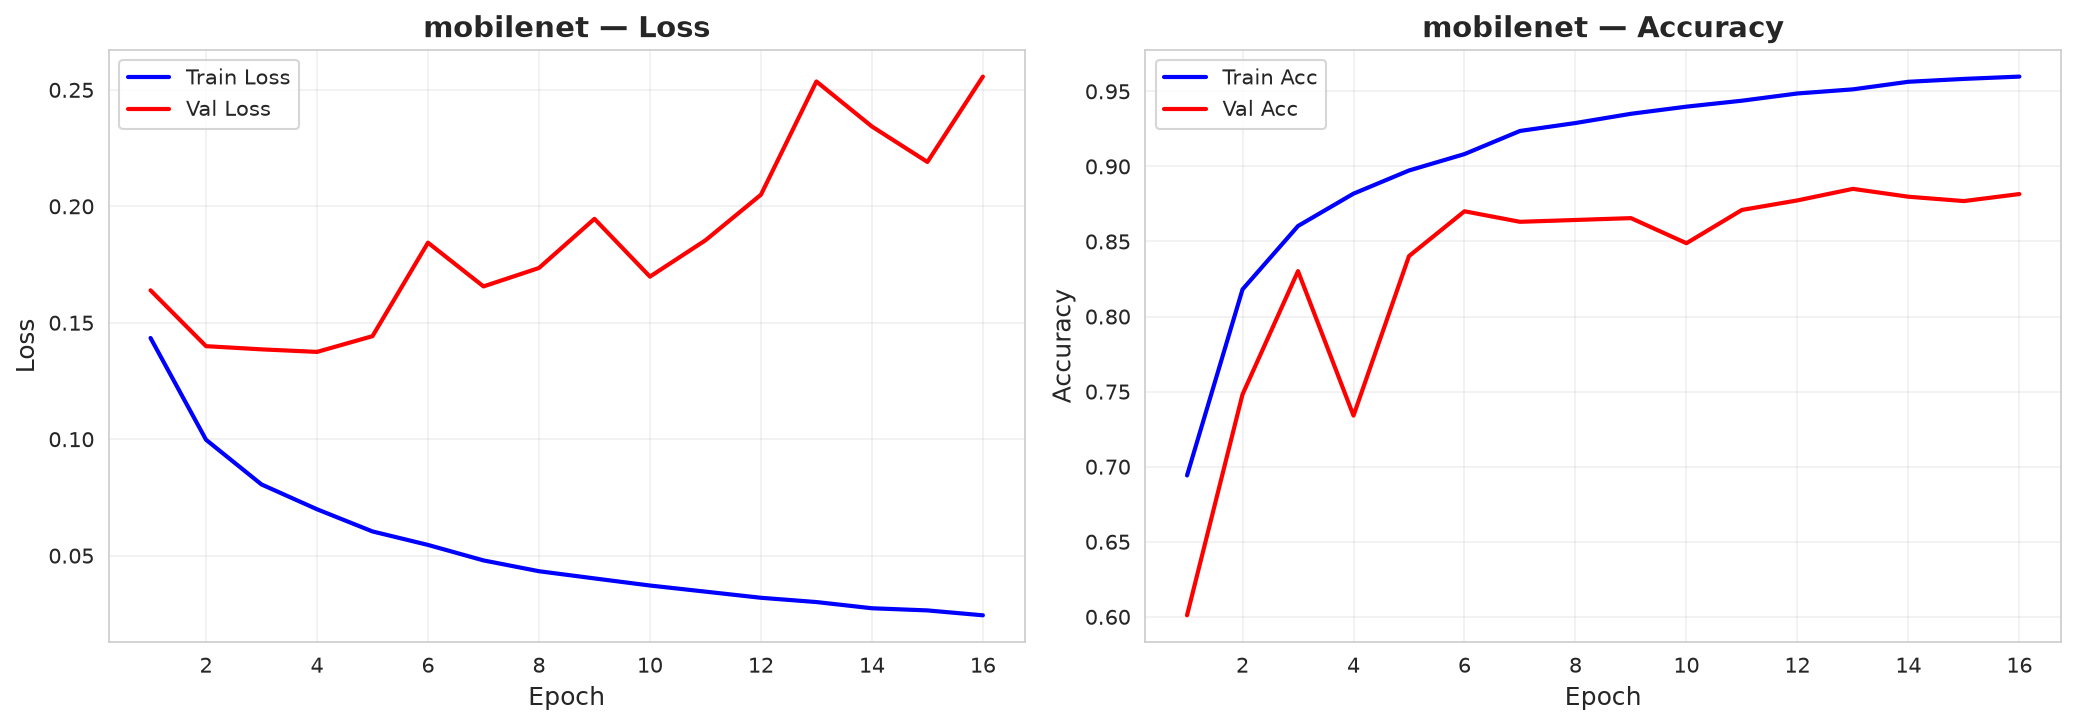 mobilenet — Loss
Train Loss
Val Loss
0.25
0.20
0.15
0.10
0.05
Loss
2 4 6 8 10 12 14 16
Epoch
mobilenet — Accuracy
Train Acc
Val Acc
0.95
0.90
0.85
0.80
0.75
0.70
0.65
0.60
Accuracy
2 4 6 8 10 12 14 16
Epoch